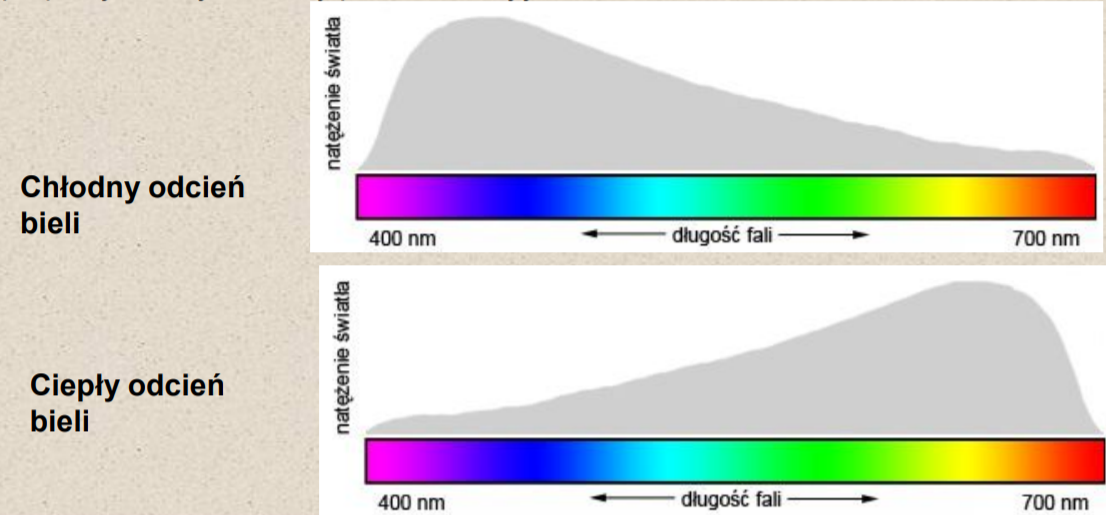 natężenie światła
Chłodny odcień
bieli
400 nm
długość fali
700 nm
natężenie światła
Ciepły odcień
bieli
400 nm
długość fali
700 nm